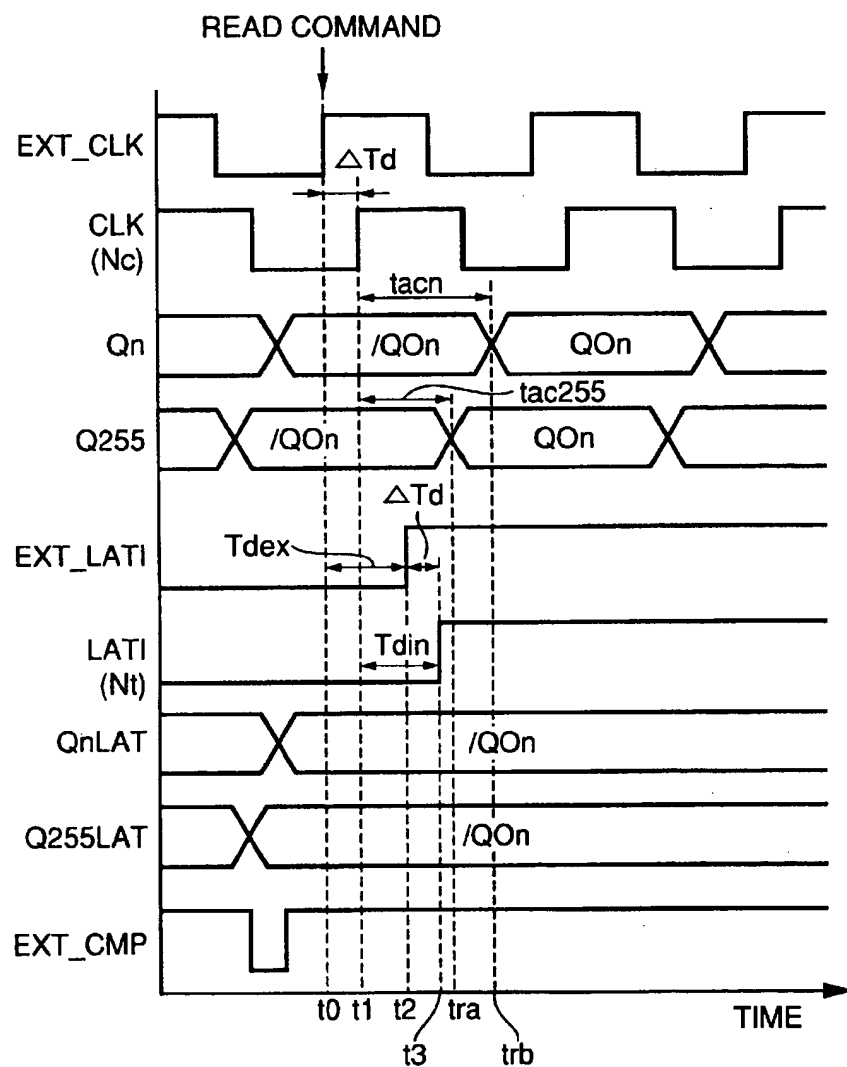 READ COMMAND
EXT_CLK
△Td
CLK
(Nc)
tacn
Qn
/QOn
QOn
tac255
Q255
/QOn
QOn
△Td
EXT_LATI
Tdex
LATI
(Nt)
Tdin
QnLAT
/QOn
Q255LAT
/QOn
EXT_CMP
t0 t1 t2 tra
TIME
t3 trb